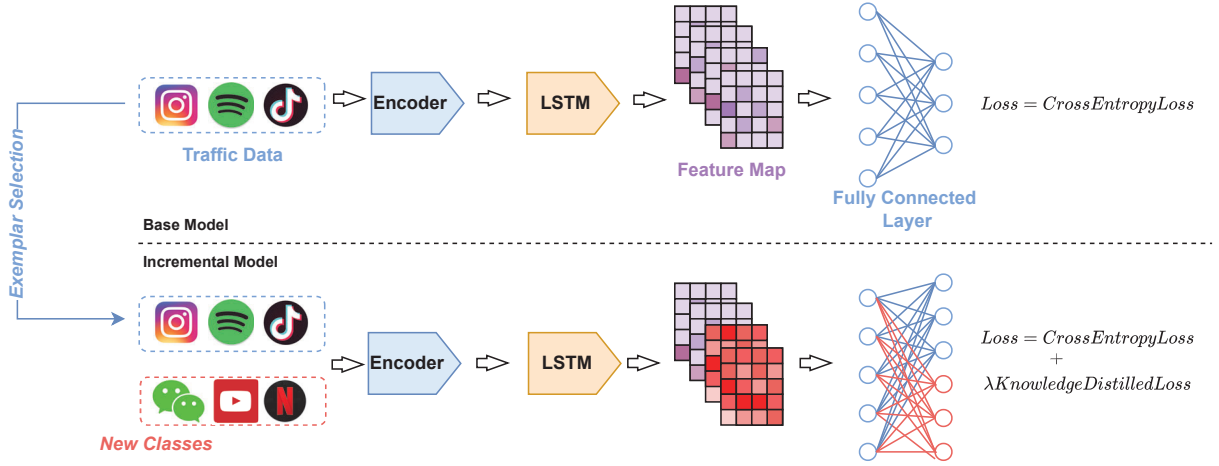 Encoder
LSTM
Loss = CrossEntropyLoss
Traffic Data
Feature Map
Fully Connected
Layer
Exemplar Selection
Base Model
Incremental Model
Encoder
LSTM
Loss = CrossEntropyLoss
+
λKnowledgeDistilledLoss
N
New Classes